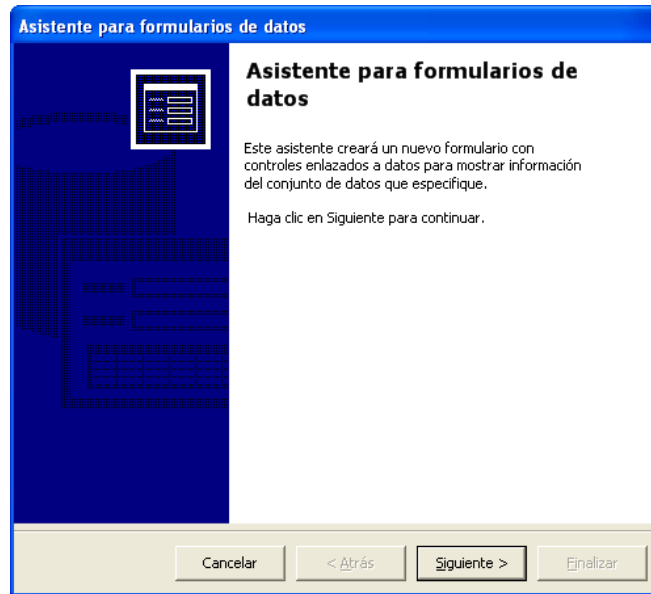 Asistente para formularios de datos
Asistente para formularios de
datos
Este asistente creará un nuevo formulario con
controles enlazados a datos para mostrar información
del conjunto de datos que especifique.
Haga clic en Siguiente para continuar.
Cancelar < Atrás Siguiente > Finalizar